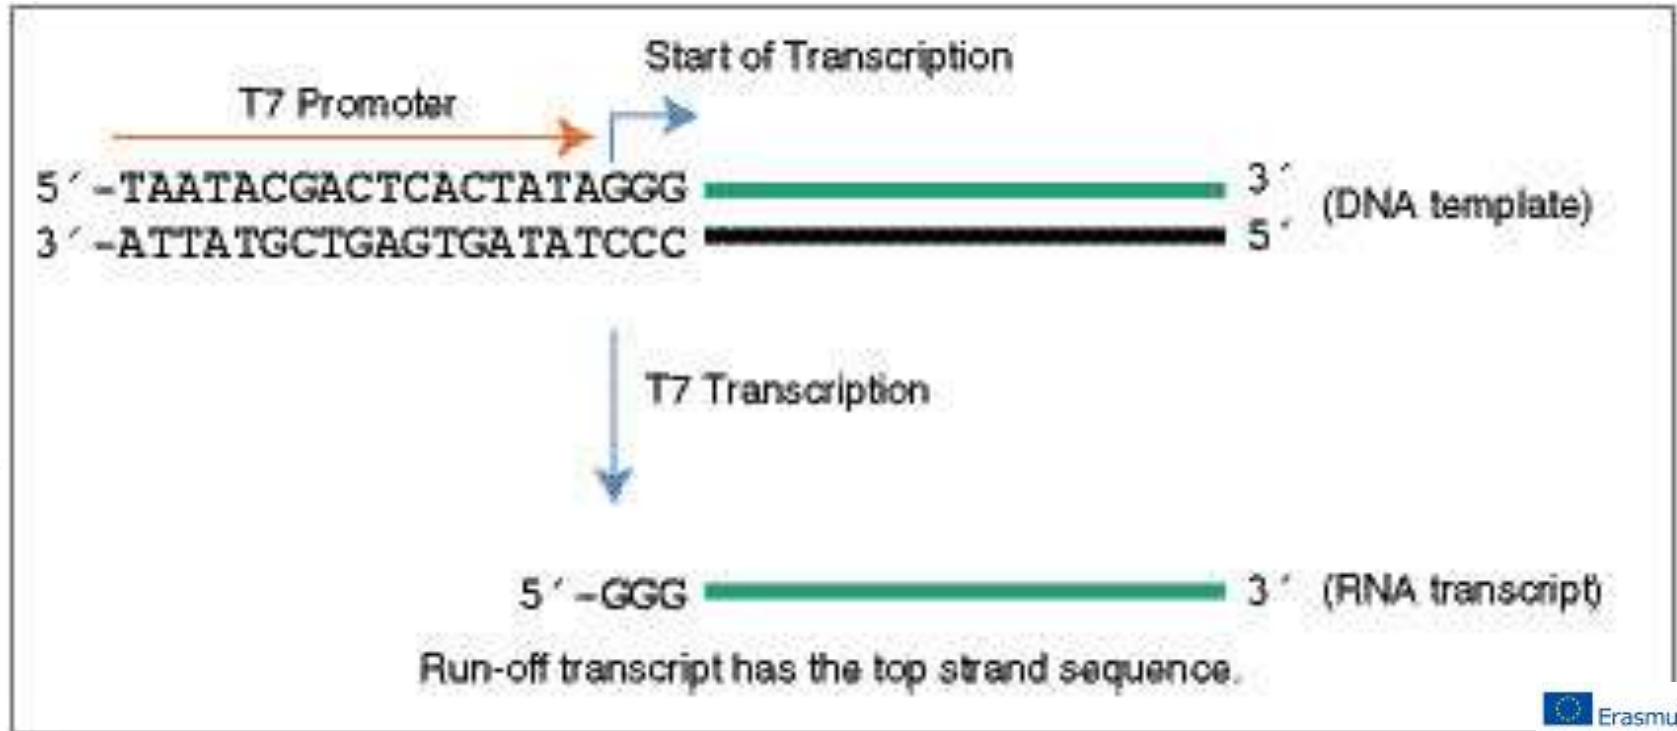 Start of Transcription
T7 Promoter
5´-TAATACGACTCACTATAGGG 3´
(DNA template)
3´-ATTATGCTGAGTGATATCCC 5´
T7 Transcription
5´-GGG 3´ (RNA transcript)
Run-off transcript has the top strand sequence.
Erasmu